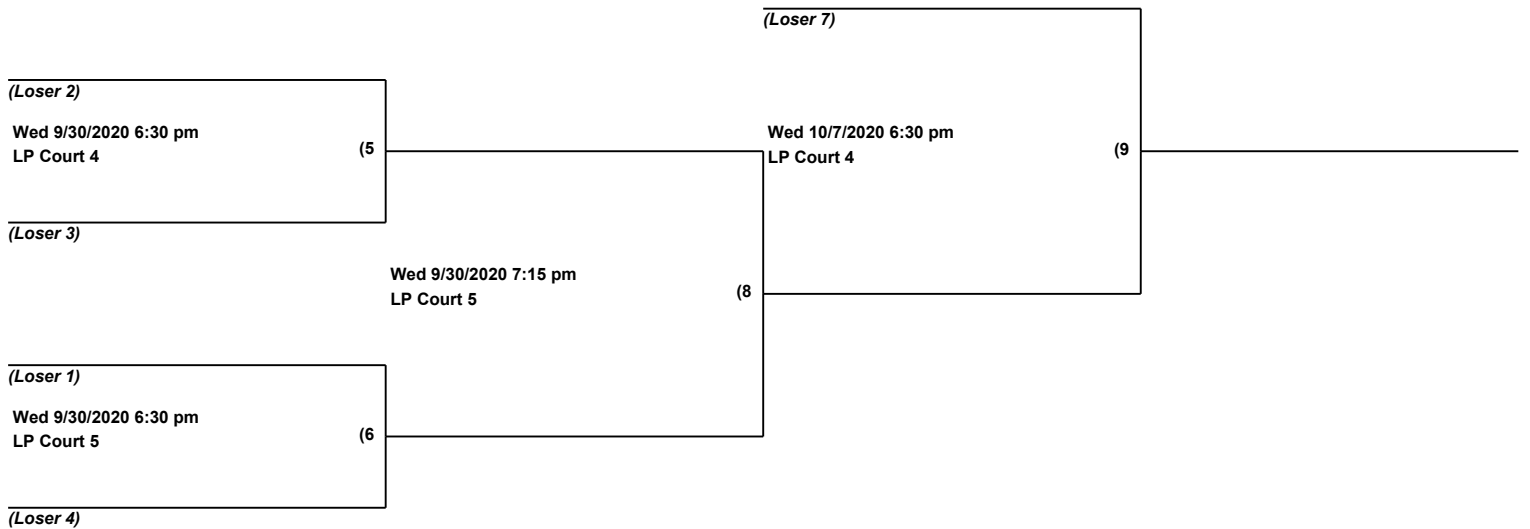 (Loser 7)
(Loser 2)
Wed 9/30/2020 6:30 pm
LP Court 4
(5
Wed 10/7/2020 6:30 pm
LP Court 4
(9
(Loser 3)
Wed 9/30/2020 7:15 pm
LP Court 5
(8
(Loser 1)
Wed 9/30/2020 6:30 pm
LP Court 5
(6
(Loser 4)